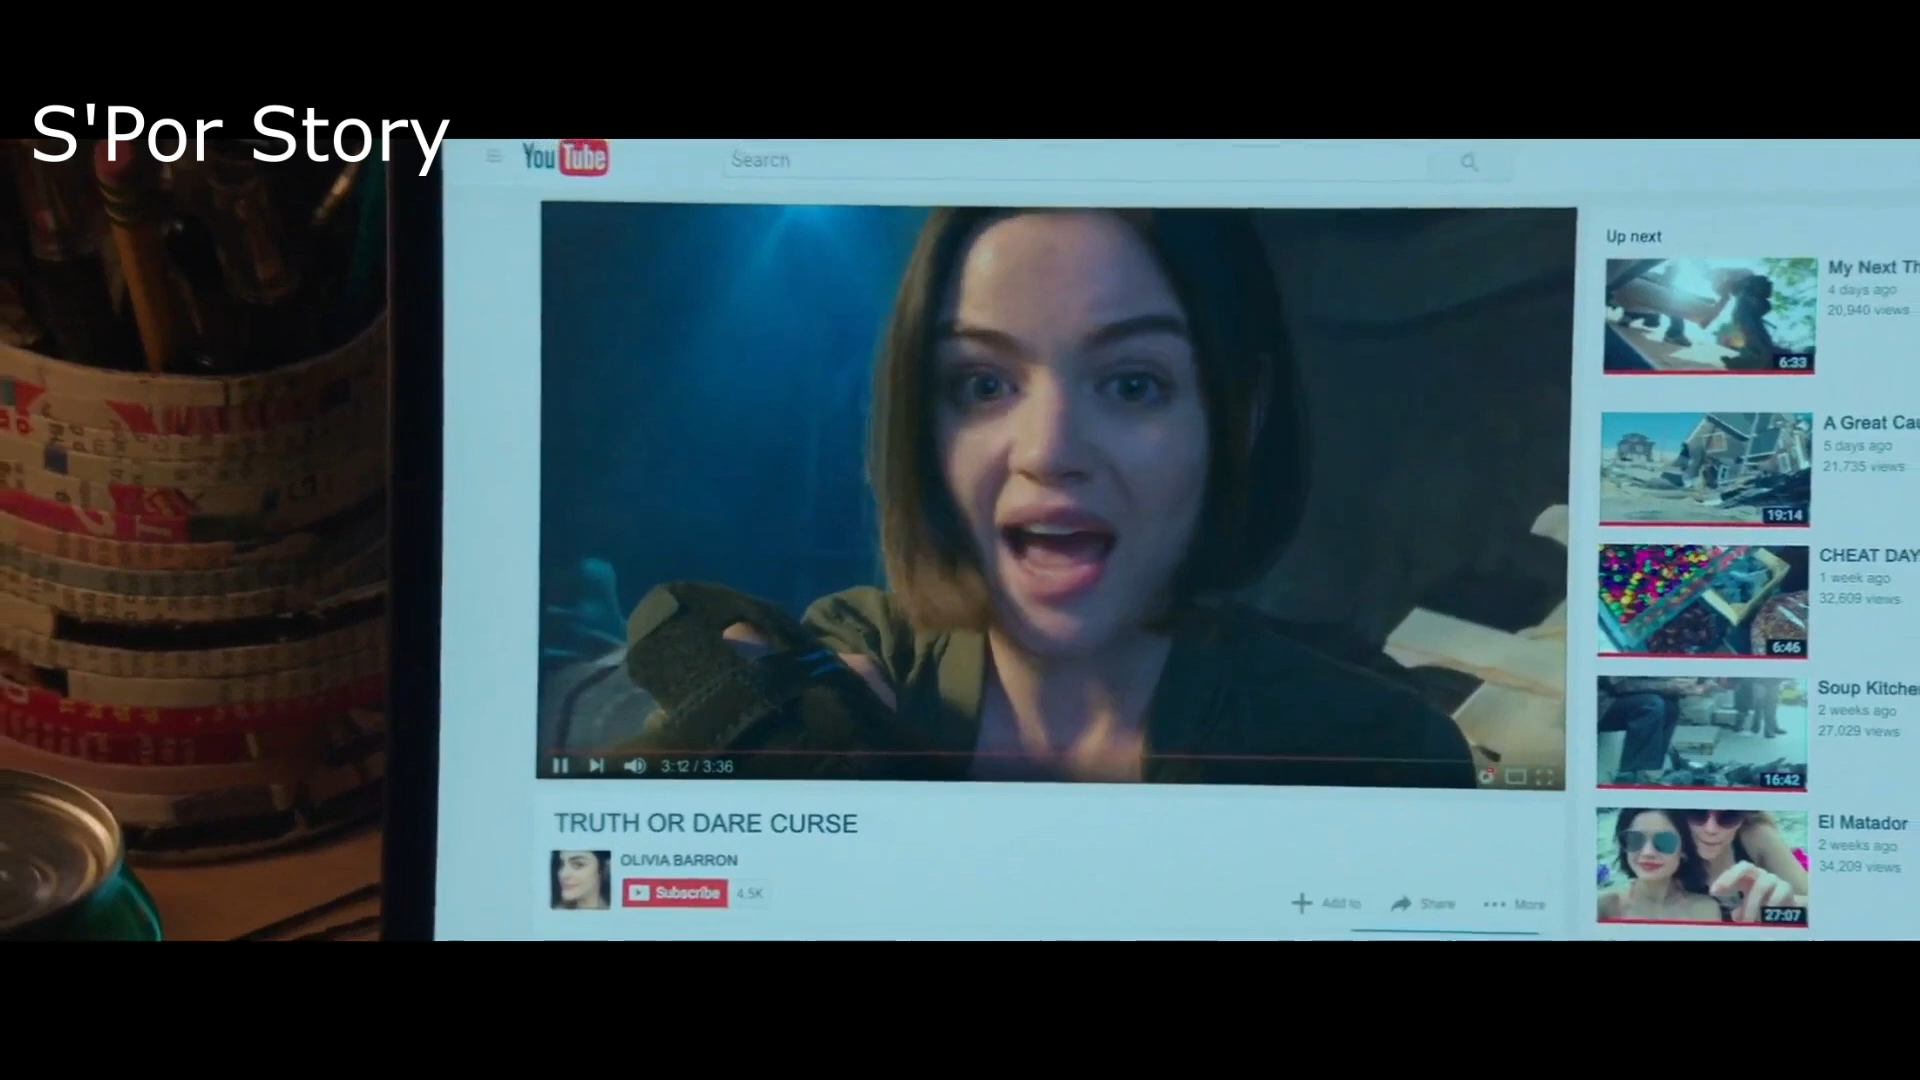 S'Por Story
YouTube
Search
Up next
My Next Th
4 days ago
20,940 views
6:33
A Great Cau
5 days ago
21,735 views
19:14
CHEAT DAY
1 week ago
32,609 views
6:46
Soup Kitchen
2 weeks ago
27,029 views
16:42
El Matador
2 weeks ago
34,209 views
27:07
3:12 / 3:36
TRUTH OR DARE CURSE
OLIVIA BARRON
Subscribe 4.5K
Add to Share More